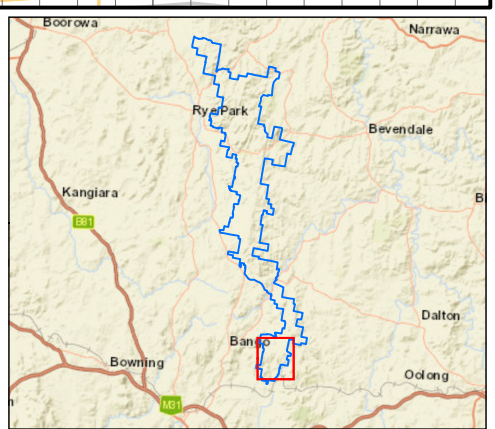 Boorowa
Narrawa
Rye Park
Bevendale
Kangiara
B81
Dalton
Bango
Bowning
Oolong
M31